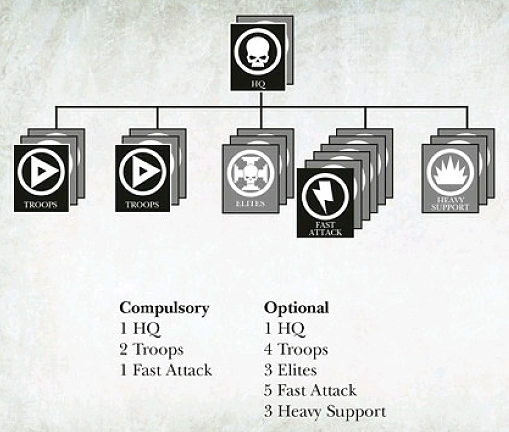 HQ
TROOPS
TROOPS
ELITES
FAST
ATTACK
HEAVY
SUPPORT
Compulsory
1 HQ
2 Troops
1 Fast Attack
Optional
1 HQ
4 Troops
3 Elites
5 Fast Attack
3 Heavy Support